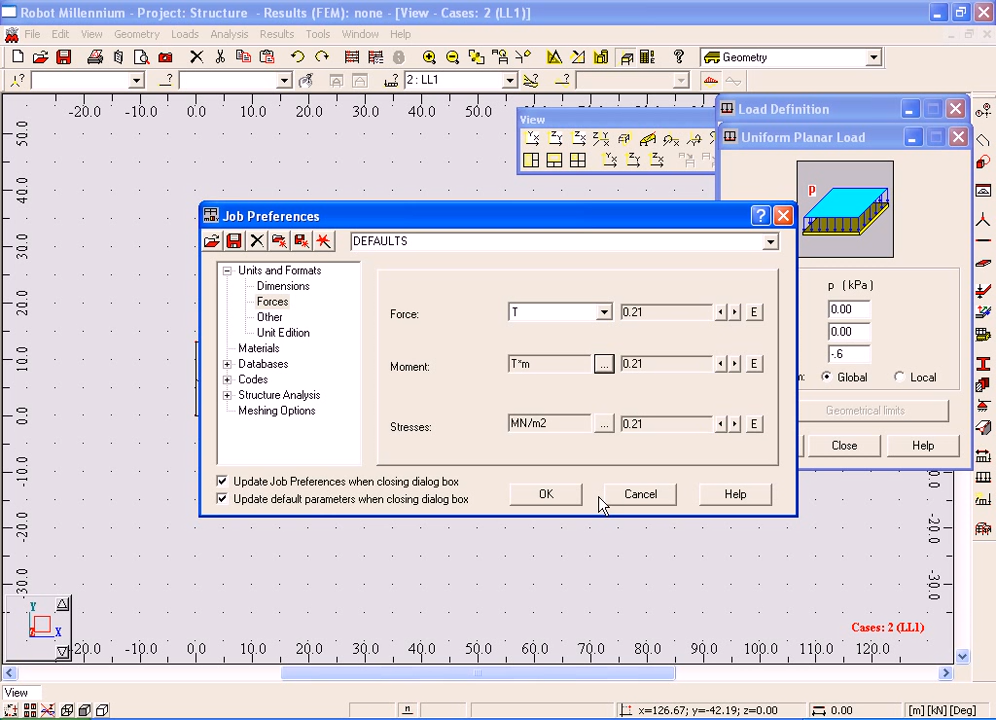 Robot Millennium - Project: Structure - Results (FEM): none - [View - Cases: 2 (LL1)]
File Edit View Geometry Loads Analysis Results Tools Window Help
Geometry
2 : LL1
-20.0 0.0 10.0 20.0 30.0 40.0 50.0
50.0
40.0
30.0
20.0
10.0
0.0
-10.0
-20.0
-30.0
View
Load Definition
Uniform Planar Load
p
p (kPa)
0.00
0.00
-.6
Global Local
Geometrical limits
Close Help
Job Preferences
DEFAULTS
Units and Formats
Dimensions
Forces
Other
Unit Edition
Materials
Databases
Codes
Structure Analysis
Meshing Options
Force: T 0.21 E
Moment: T*m ... 0.21 E
Stresses: MN/m2 ... 0.21 E
Update Job Preferences when closing dialog box
Update default parameters when closing dialog box
OK Cancel Help
-20.0
-30.0
Cases: 2 (LL1)
Y
Z X
-20.0 0.0 10.0 20.0 30.0 40.0 50.0 60.0 70.0 80.0 90.0 100.0 110.0 120.0
View
x=126.67; y=-42.19; z=0.00 0.00 [m] [kN] [Deg]